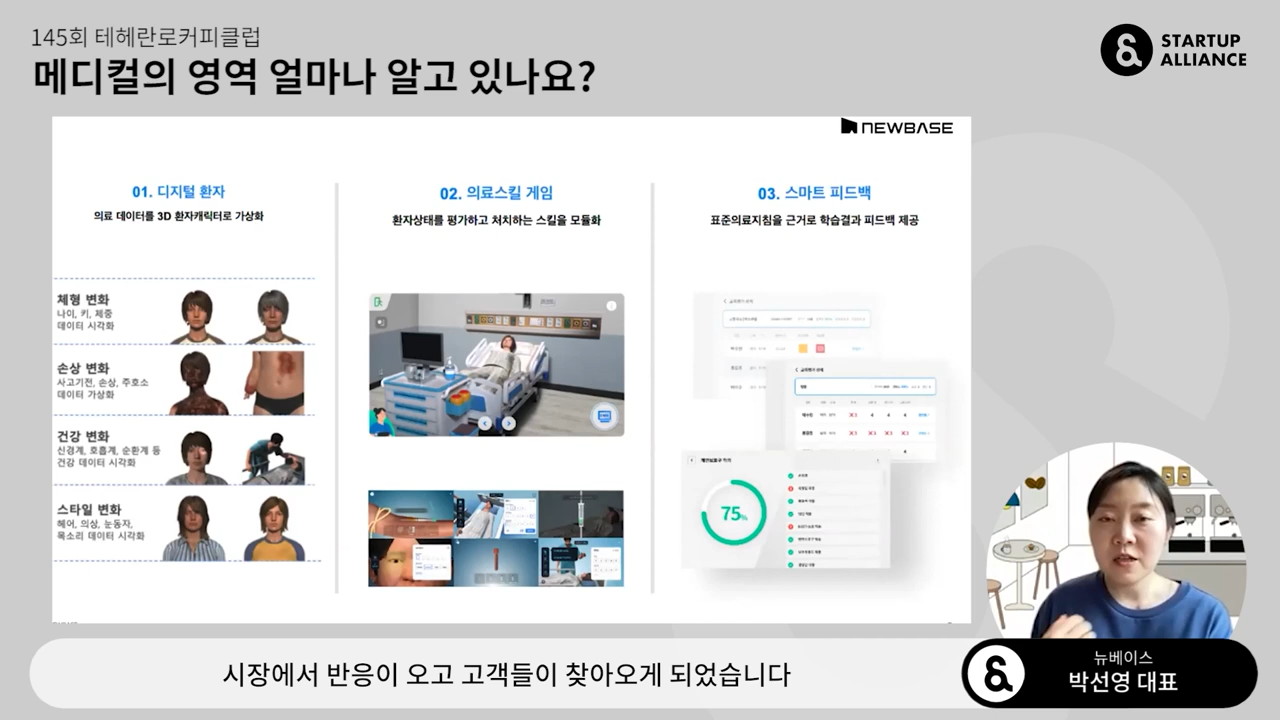 145회 테헤란로커피클럽
메디컬의 영역 얼마나 알고 있나요?
STARTUP
ALLIANCE
NEWBASE
01. 디지털 환자
의료 데이터를 3D 환자캐릭터로 가상화
체형 변화
나이, 키, 체중
데이터 시각화
손상 변화
사고기전, 손상, 주호소
데이터 가상화
건강 변화
신경계, 호흡계, 순환계 등
건강 데이터 시각화
스타일 변화
헤어, 의상, 눈동자,
목소리 데이터 시각화
02. 의료스킬 게임
환자상태를 평가하고 처치하는 스킬을 모듈화
03. 스마트 피드백
표준의료지침을 근거로 학습결과 피드백 제공
75%
시장에서 반응이 오고 고객들이 찾아오게 되었습니다
뉴베이스
박선영 대표